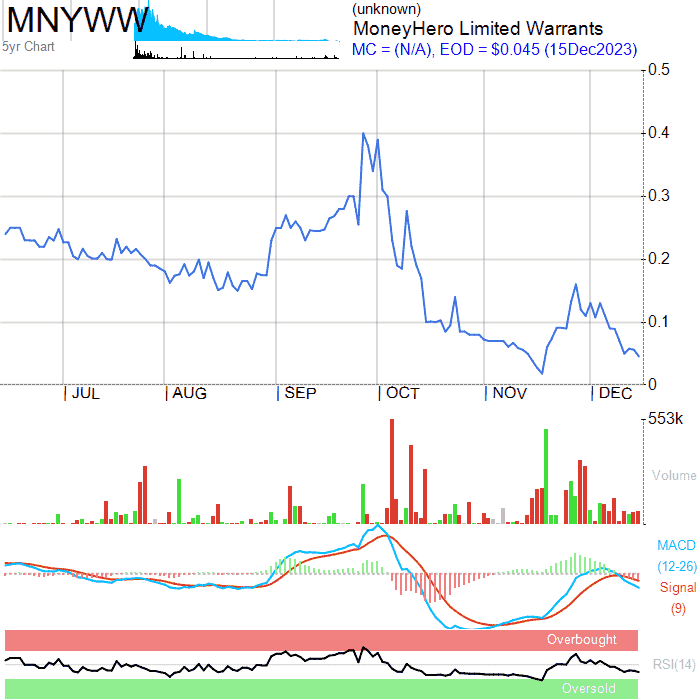 MNYWW
5yr Chart
(unknown)
MoneyHero Limited Warrants
MC = (N/A), EOD = $0.045 (15Dec2023)
0.5
0.4
0.3
0.2
0.1
0
JUL AUG SEP OCT NOV DEC
553k
Volume
MACD
(12-26)
Signal
(9)
Overbought
RSI(14)
Oversold